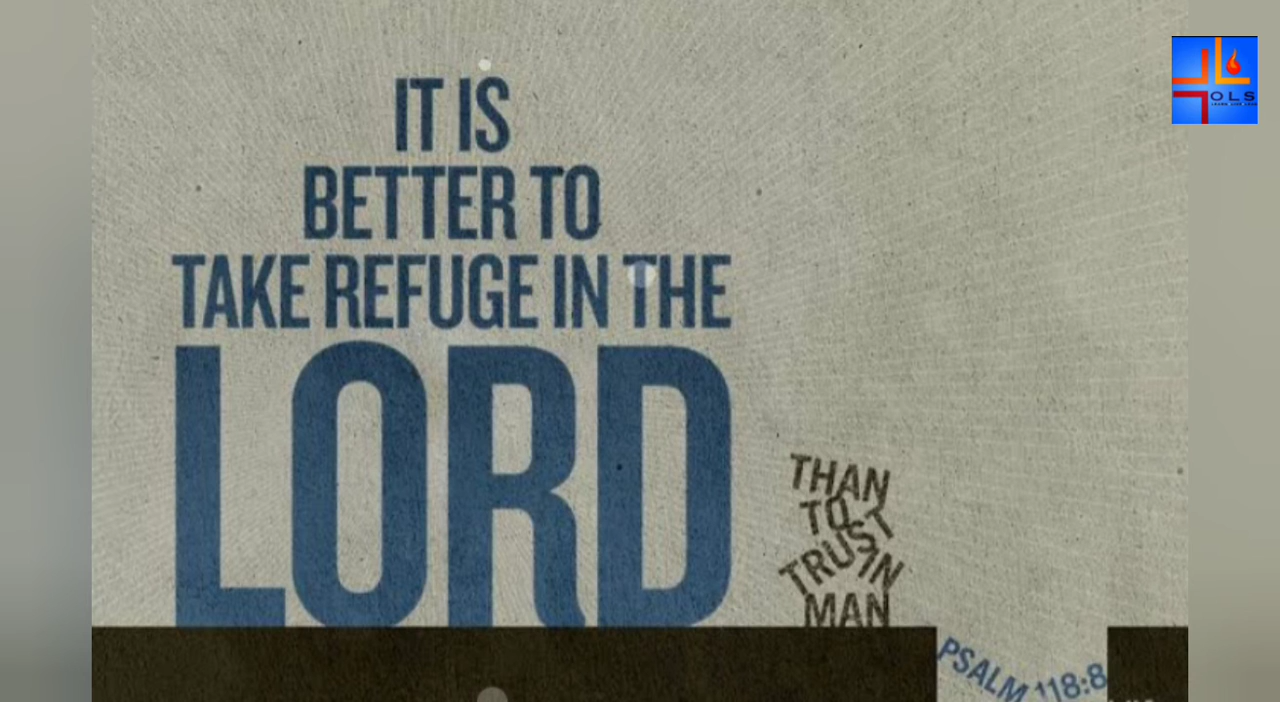 IT IS
BETTER TO
TAKE REFUGE IN THE
LORD
THAN
TO
TRUST
IN
MAN
PSALM 118:8
OLS